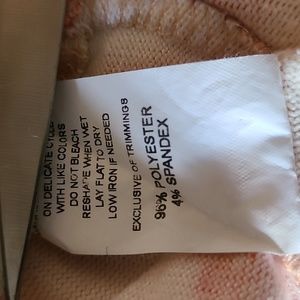 ON DELICATE CYCLE
WITH LIKE COLORS
DO NOT BLEACH
RESHAPE WHEN WET
LAY FLAT TO DRY
LOW IRON IF NEEDED
EXCLUSIVE OF TRIMMINGS
96% POLYESTER
4% SPANDEX